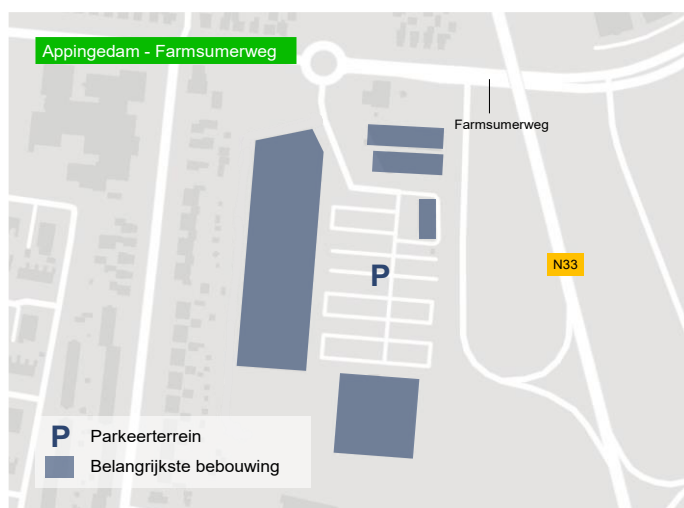 Appingedam - Farmsumerweg
Farmsumerweg
N33
P
P Parkeerterrein
Belangrijkste bebouwing